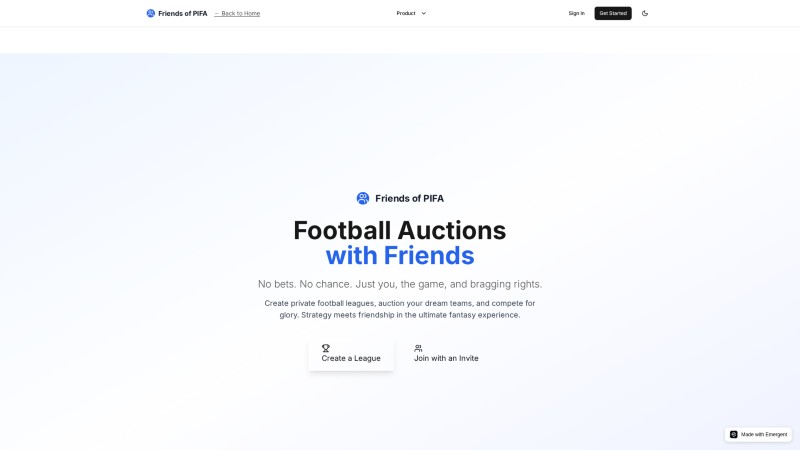 Friends of PIFA
← Back to Home
Product
Sign In
Get Started
Friends of PIFA
Football Auctions
with Friends
No bets. No chance. Just you, the game, and bragging rights.
Create private football leagues, auction your dream teams, and compete for
glory. Strategy meets friendship in the ultimate fantasy experience.
Create a League
Join with an Invite
Made with Emergent